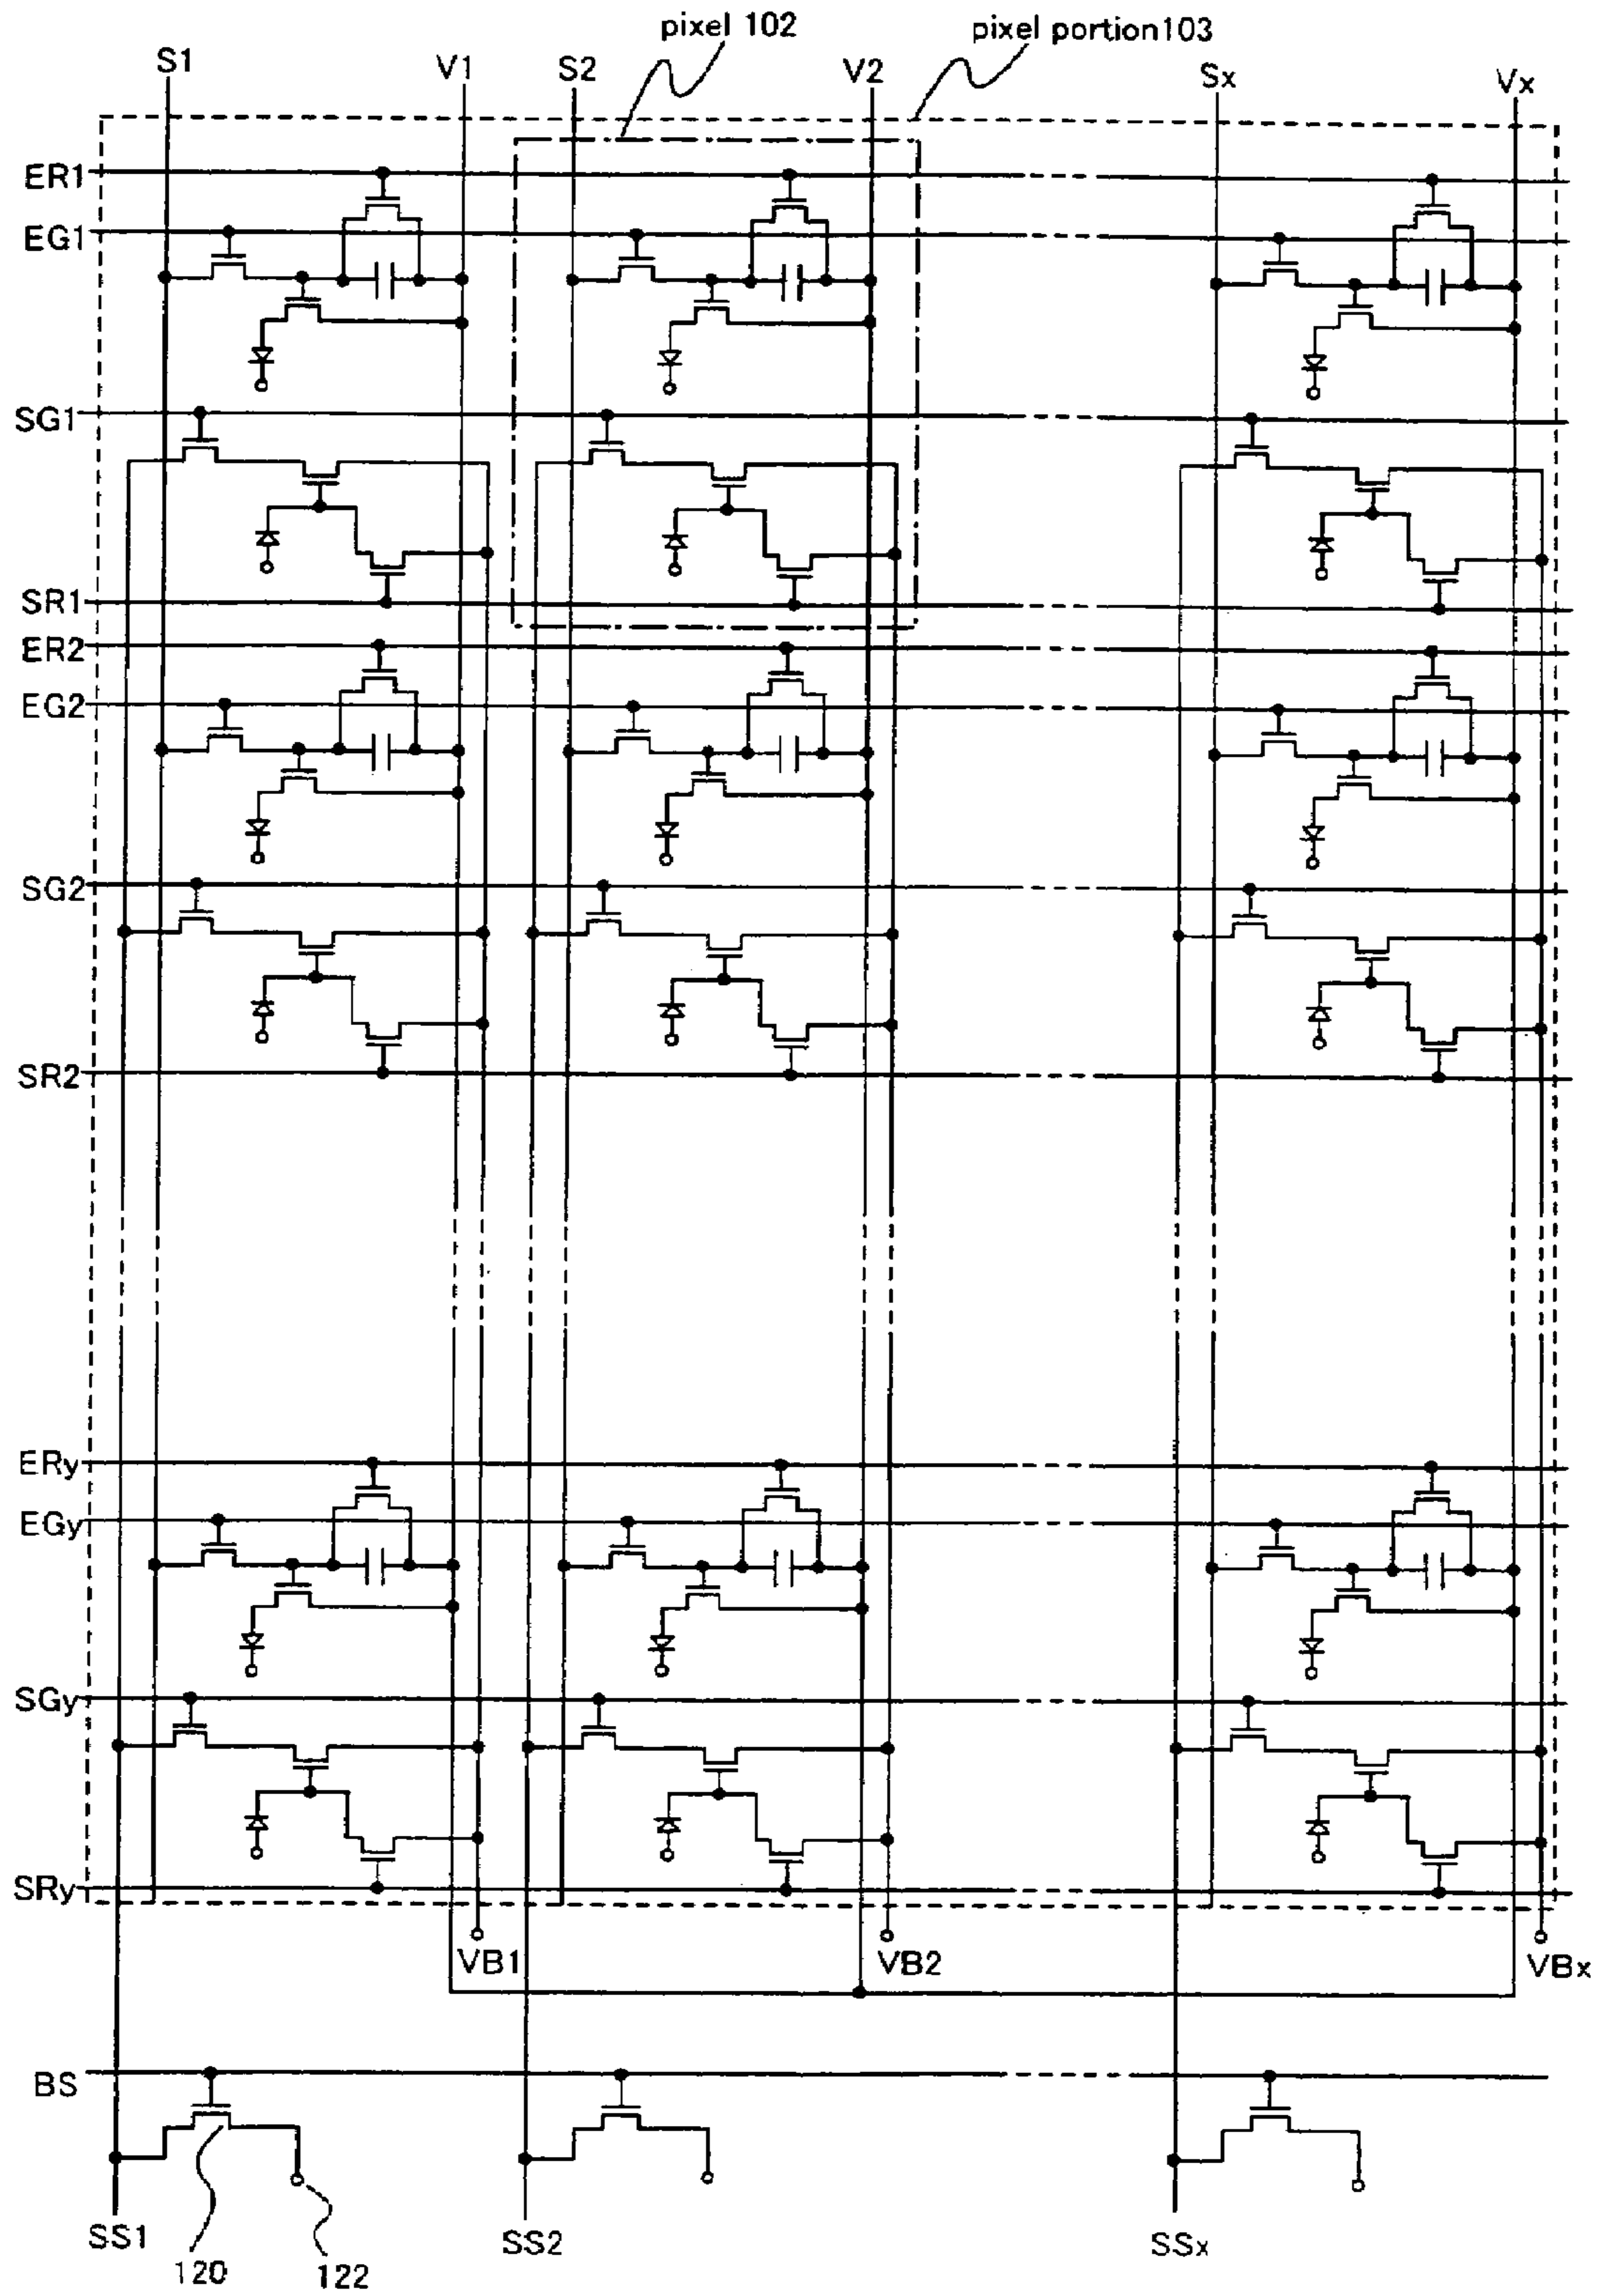 pixel 102
pixel portion103
S1
V1
S2
V2
Sx
Vx
ER1
EG1
SG1
SR1
ER2
EG2
SG2
SR2
ERy
EGy
SGy
SRy
VB1
VB2
VBx
BS
SS1
120
122
SS2
SSx